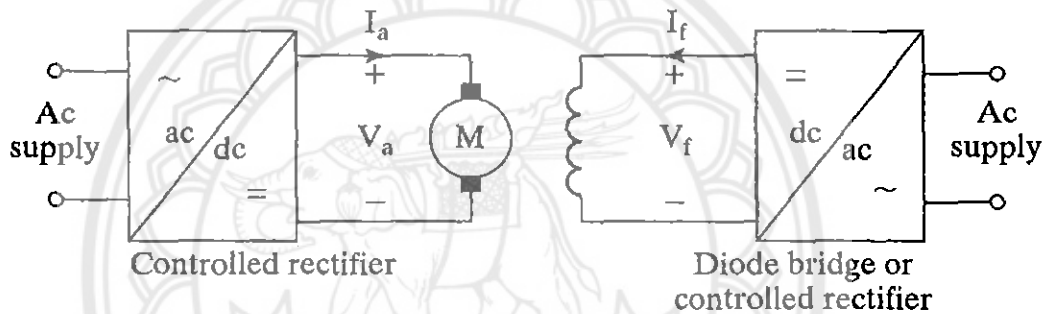 Ac
supply
~
ac
dc
=
I_a
+
V_a
−
M
I_f
+
V_f
−
=
dc
ac
~
Ac
supply
Controlled rectifier
Diode bridge or
controlled rectifier